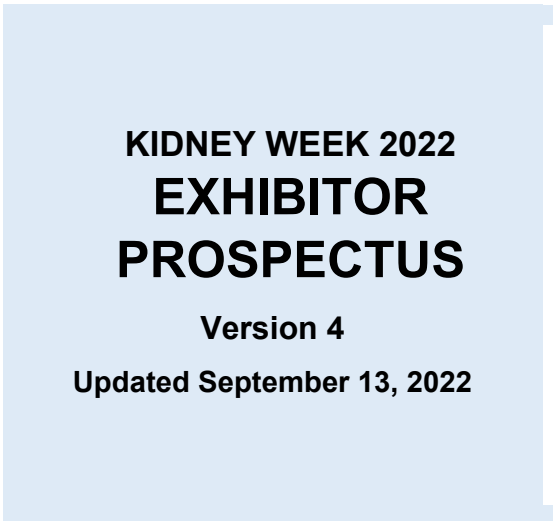 KIDNEY WEEK 2022
EXHIBITOR
PROSPECTUS
Version 4
Updated September 13, 2022